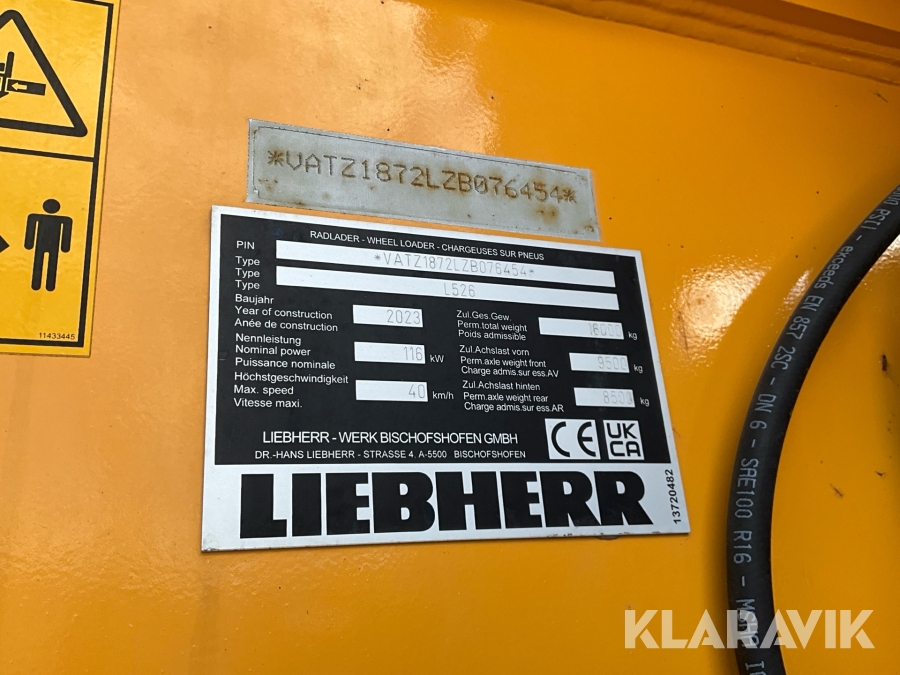 *VATZ1872LZB076454*
RADLADER - WHEEL LOADER - CHARGEUSES SUR PNEUS
PIN
Type *VATZ1872LZB076454*
Type L526
Baujahr
Year of construction 2023
Anée de construction
Nennleistung
Nominal power 116 kW
Puissance nominale
Höchstgeschwindigkeit
Max. speed 40 km/h
Vitesse maxi.
Zul.Ges.Gew.
Perm.total weight 16000 kg
Poids admissible
Zul.Achslast vorn
Perm.axle weight front 9500 kg
Charge admis.sur ess.AV
Zul.Achslast hinten
Perm.axle weight rear 8500 kg
Charge admis.sur ess.AR
LIEBHERR - WERK BISCHOFSHOFEN GMBH
DR.-HANS LIEBHERR - STRASSE 4. A-5500 BISCHOFSHOFEN
CE UK
CA
LIEBHERR
13720482
11433445
PSI) - exceeds EN 857 2SC - DN 6 - SAE100 R16 -
KLARAVIK